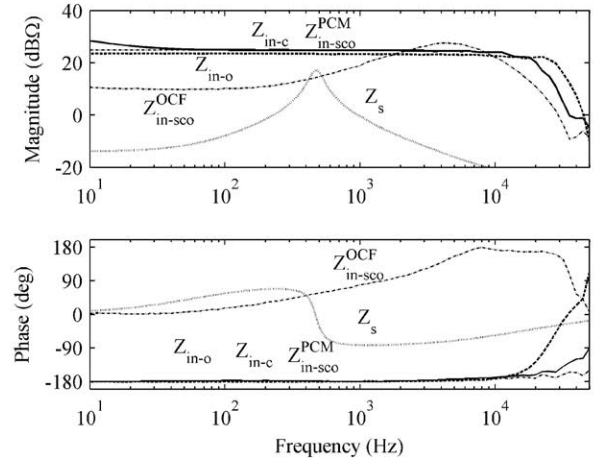 Magnitude (dBΩ)
40
20
0
-20
Z_in-c
Z_in-sco^PCM
Z_in-o
Z_in-sco^OCF
Z_s
10^1
10^2
10^3
10^4
Phase (deg)
180
90
0
-90
-180
Z_in-sco^OCF
Z_s
Z_in-o
Z_in-c
Z_in-sco^PCM
10^1
10^2
10^3
10^4
Frequency (Hz)